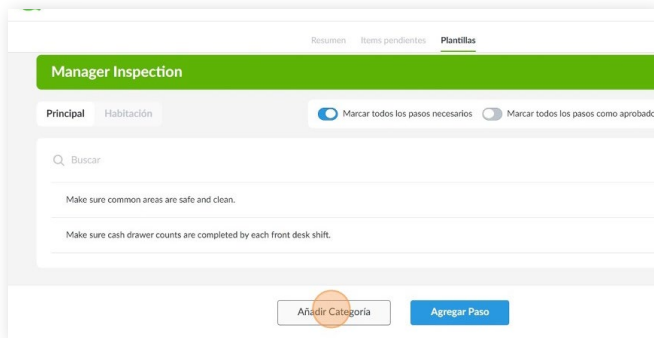 Resumen Items pendientes Plantillas
Manager Inspection
Principal Habitación Marcar todos los pasos necesarios Marcar todos los pasos como aprobado
Buscar
Make sure common areas are safe and clean.
Make sure cash drawer counts are completed by each front desk shift.
Añadir Categoría Agregar Paso